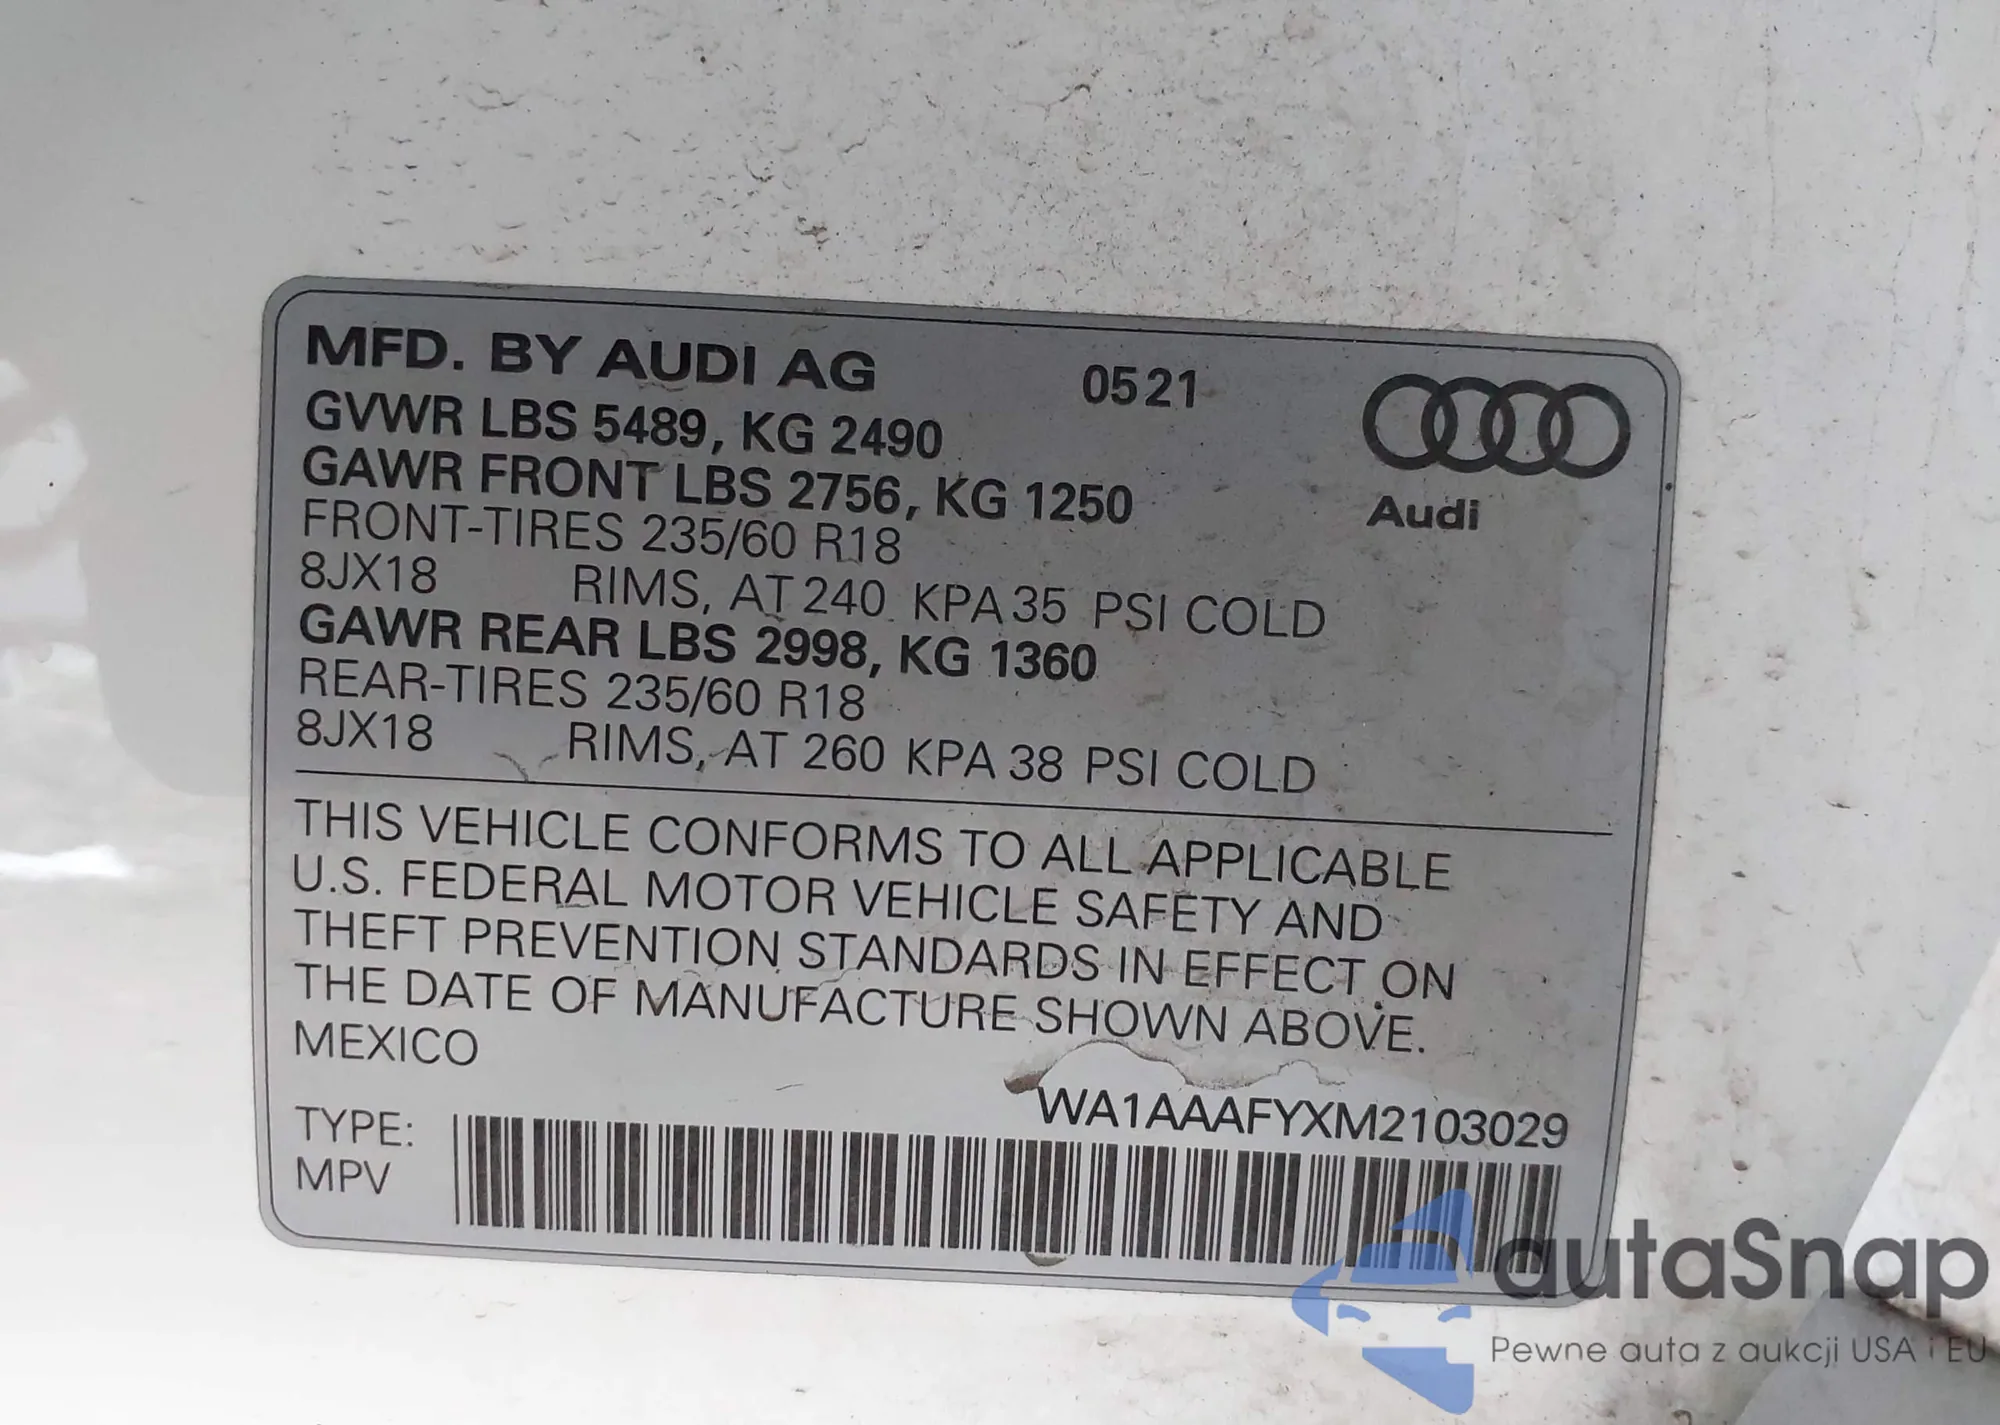 MFD. BY AUDI AG 0521
GVWR LBS 5489, KG 2490
GAWR FRONT LBS 2756, KG 1250
Audi
FRONT-TIRES 235/60 R18
8JX18 RIMS, AT 240 KPA 35 PSI COLD
GAWR REAR LBS 2998, KG 1360
REAR-TIRES 235/60 R18
8JX18 RIMS, AT 260 KPA 38 PSI COLD
THIS VEHICLE CONFORMS TO ALL APPLICABLE
U.S. FEDERAL MOTOR VEHICLE SAFETY AND
THEFT PREVENTION STANDARDS IN EFFECT ON
THE DATE OF MANUFACTURE SHOWN ABOVE.
MEXICO
WA1AAAFYXM2103029
TYPE:
MPV
autaSnap
Pewne auta z aukcji USA i EU